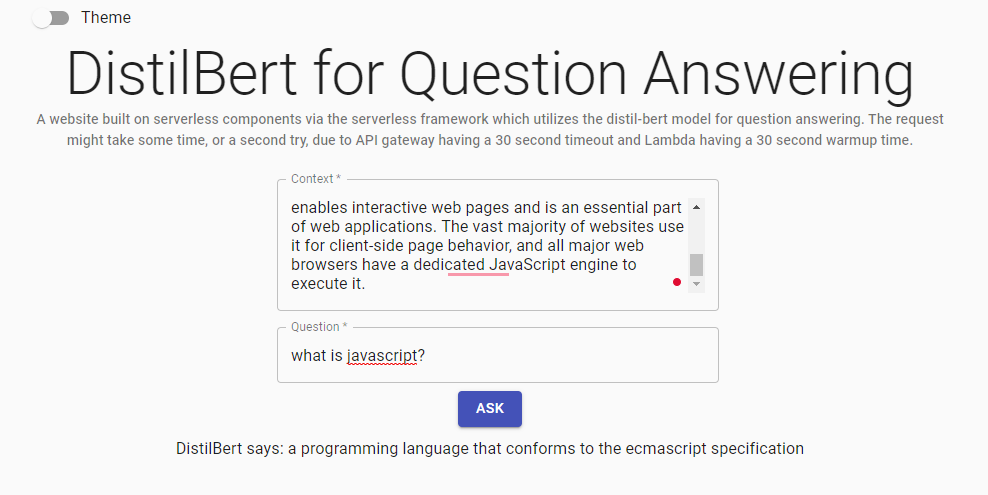 Theme
DistilBert for Question Answering
A website built on serverless components via the serverless framework which utilizes the distil-bert model for question answering. The request
might take some time, or a second try, due to API gateway having a 30 second timeout and Lambda having a 30 second warmup time.
Context *
enables interactive web pages and is an essential part
of web applications. The vast majority of websites use
it for client-side page behavior, and all major web
browsers have a dedicated JavaScript engine to
execute it.
Question *
what is javascript?
ASK
DistilBert says: a programming language that conforms to the ecmascript specification